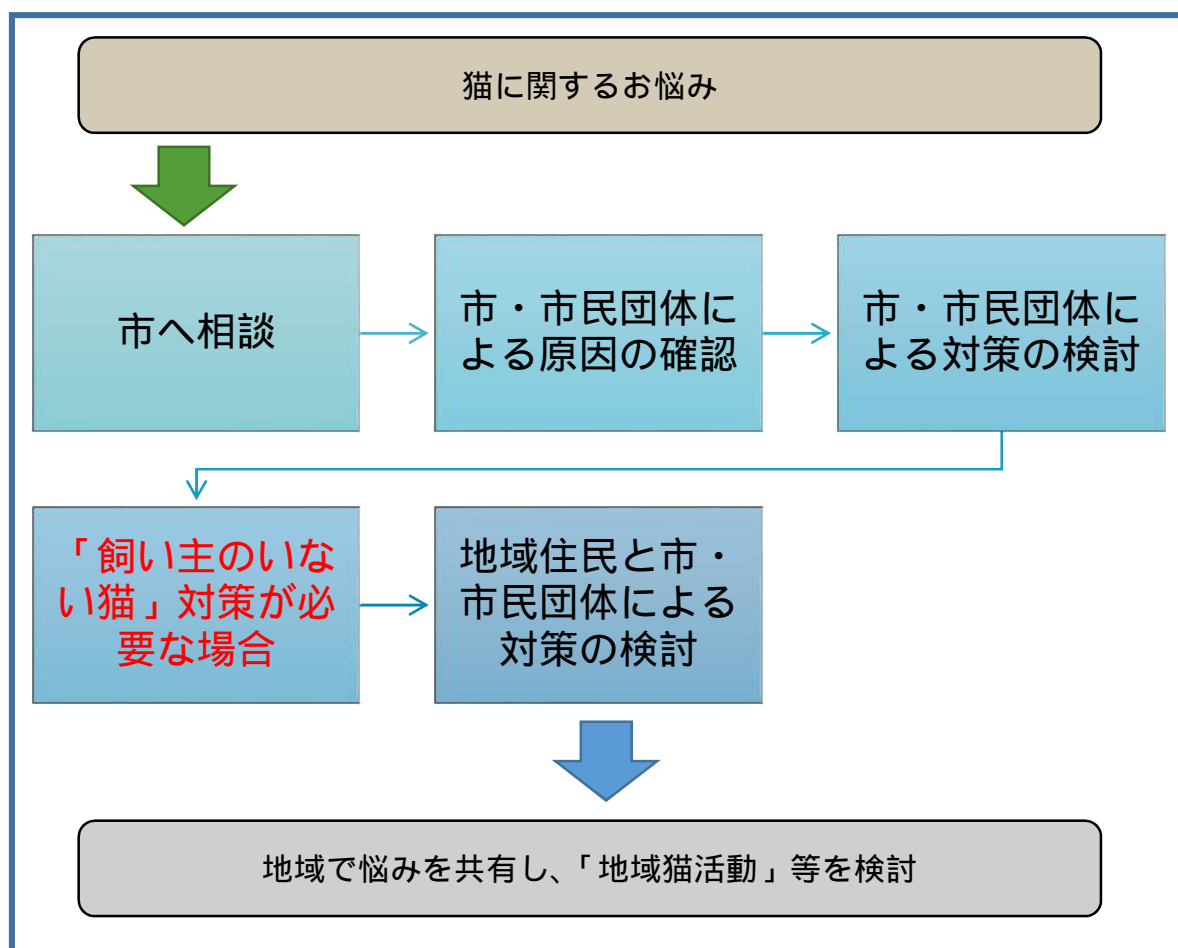 猫に関するお悩み
市へ相談
市・市民団体に
よる原因の確認
市・市民団体に
よる対策の検討
「飼い主のいな
い猫」対策が必
要な場合
地域住民と市・
市民団体による
対策の検討
地域で悩みを共有し、「地域猫活動」等を検討